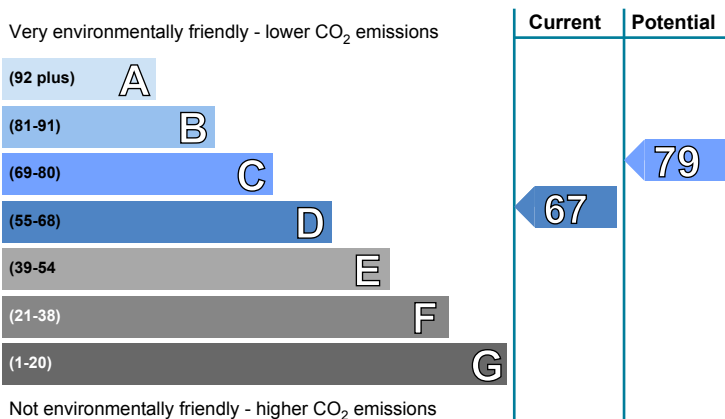 Very environmentally friendly - lower CO2 emissions
Current
Potential
(92 plus) A
(81-91) B
(69-80) C
79
(55-68) D
67
(39-54 E
(21-38) F
(1-20) G
Not environmentally friendly - higher CO2 emissions